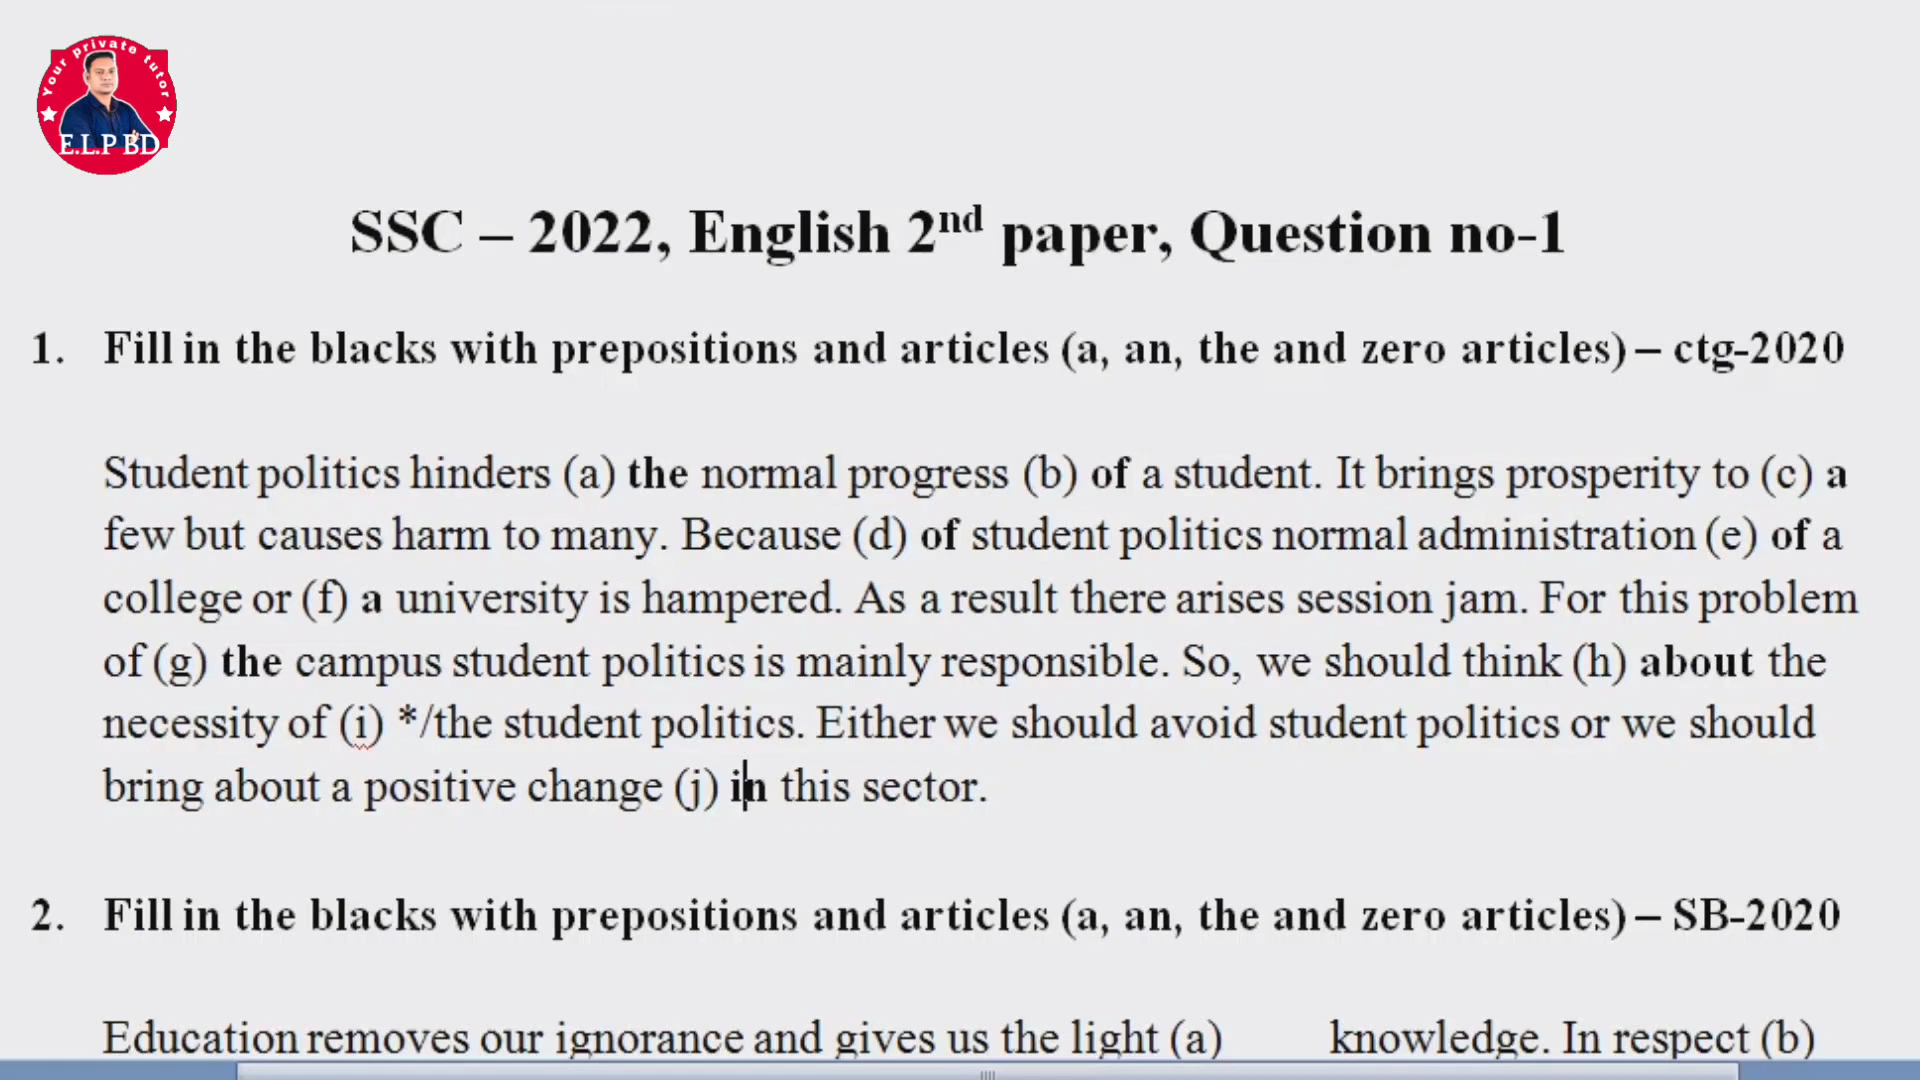 Your private tutor
E.L.P BD
SSC – 2022, English 2nd paper, Question no-1
1. Fill in the blacks with prepositions and articles (a, an, the and zero articles) – ctg-2020
Student politics hinders (a) the normal progress (b) of a student. It brings prosperity to (c) a
few but causes harm to many. Because (d) of student politics normal administration (e) of a
college or (f) a university is hampered. As a result there arises session jam. For this problem
of (g) the campus student politics is mainly responsible. So, we should think (h) about the
necessity of (i) */the student politics. Either we should avoid student politics or we should
bring about a positive change (j) in this sector.
2. Fill in the blacks with prepositions and articles (a, an, the and zero articles) – SB-2020
Education removes our ignorance and gives us the light (a) knowledge. In respect (b)